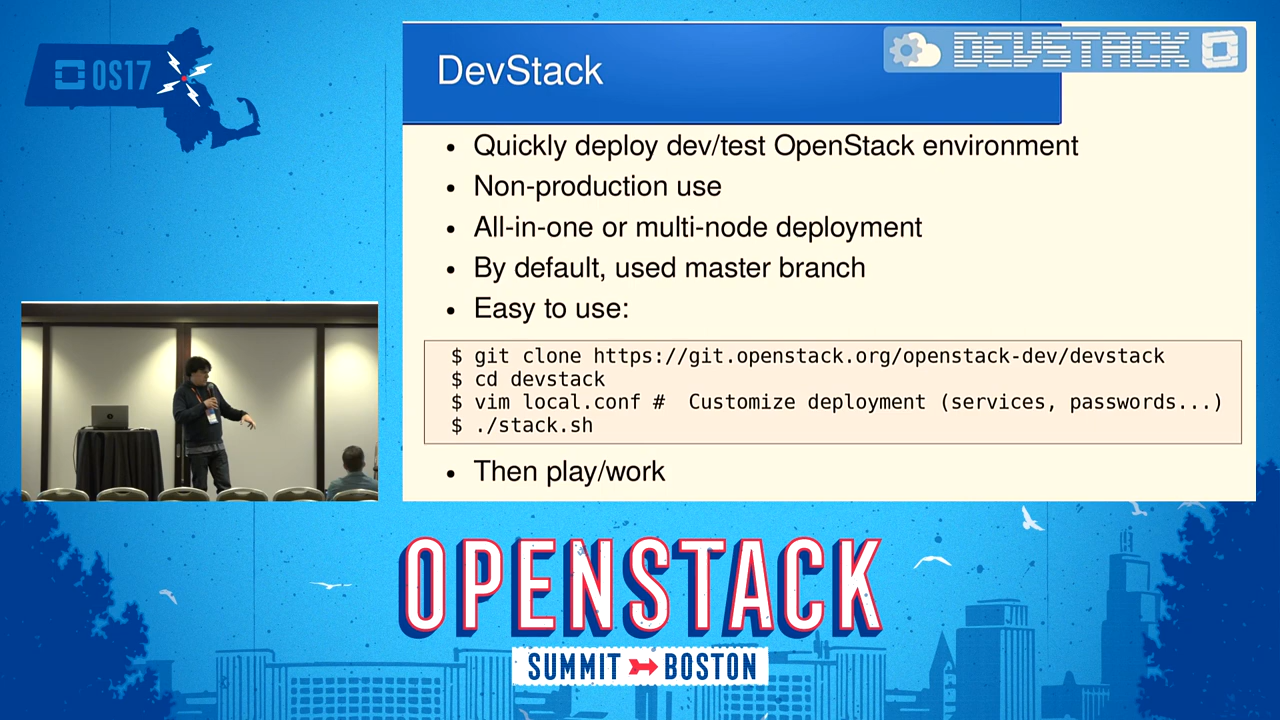 OS17
DevStack
DEVSTACK
Quickly deploy dev/test OpenStack environment
Non-production use
All-in-one or multi-node deployment
By default, used master branch
Easy to use:
$ git clone https://git.openstack.org/openstack-dev/devstack
$ cd devstack
$ vim local.conf # Customize deployment (services, passwords...)
$ ./stack.sh
Then play/work
OPENSTACK
SUMMIT BOSTON